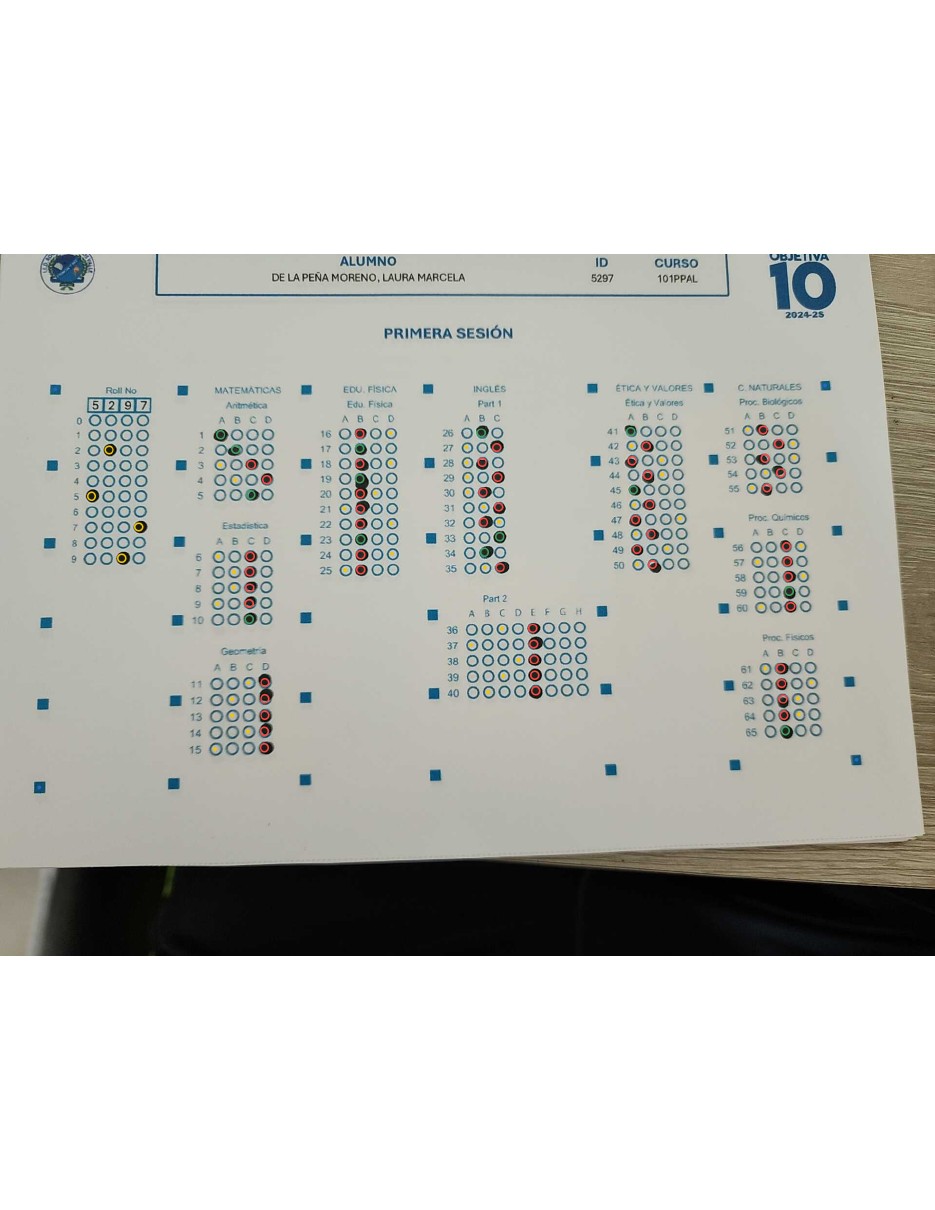 ALUMNO ID CURSO
DE LA PEÑA MORENO, LAURA MARCELA 5297 101PPAL
OBJETIVA
10
2024-25
PRIMERA SESIÓN
Roll No
5 2 9 7
0
1
2
3
4
5
6
7
8
9
MATEMÁTICAS
Aritmética
A B C D
1
2
3
4
5
Estadística
A B C D
6
7
8
9
10
Geometría
A B C D
11
12
13
14
15
EDU. FÍSICA
Edu. Física
A B C D
16
17
18
19
20
21
22
23
24
25
INGLÉS
Part 1
A B C
26
27
28
29
30
31
32
33
34
35
Part 2
A B C D E F G H
36
37
38
39
40
ÉTICA Y VALORES
Ética y Valores
A B C D
41
42
43
44
45
46
47
48
49
50
C. NATURALES
Proc. Biológicos
A B C D
51
52
53
54
55
Proc. Químicos
A B C D
56
57
58
59
60
Proc. Físicos
A B C D
61
62
63
64
65